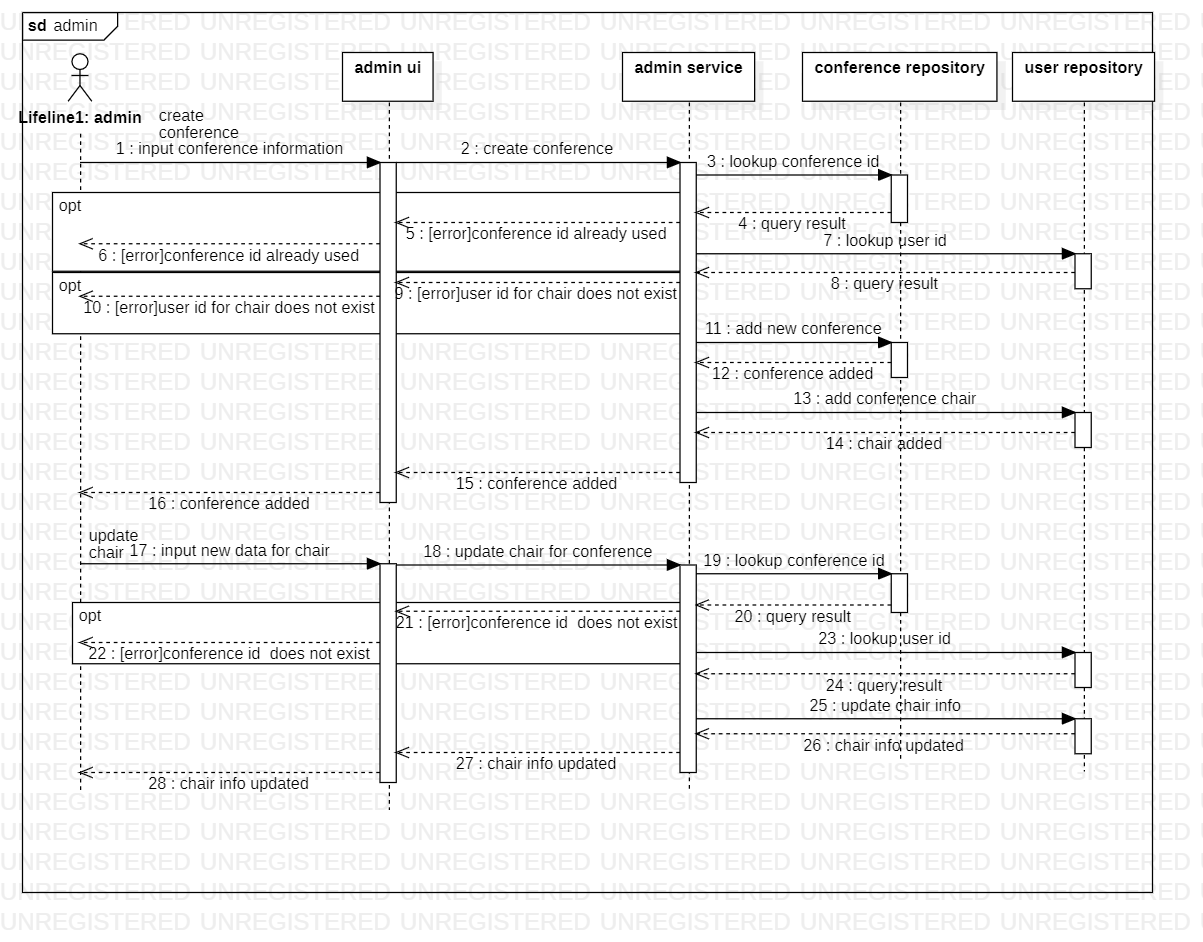 sd admin
admin ui
admin service
conference repository
user repository
Lifeline1: admin
create
conference
1 : input conference information
2 : create conference
3 : lookup conference id
opt
4 : query result
5 : [error]conference id already used
7 : lookup user id
6 : [error]conference id already used
8 : query result
opt
9 : [error]user id for chair does not exist
10 : [error]user id for chair does not exist
11 : add new conference
12 : conference added
13 : add conference chair
14 : chair added
15 : conference added
16 : conference added
update
chair
17 : input new data for chair
18 : update chair for conference
19 : lookup conference id
opt
20 : query result
21 : [error]conference id  does not exist
23 : lookup user id
22 : [error]conference id  does not exist
24 : query result
25 : update chair info
26 : chair info updated
27 : chair info updated
28 : chair info updated
UNREGISTERED